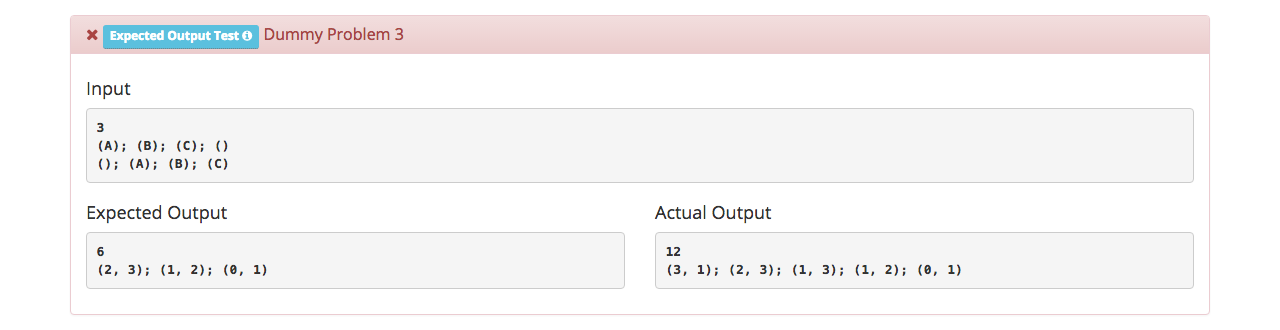 ✖ Expected Output Test Dummy Problem 3
Input
3
(A); (B); (C); ()
(); (A); (B); (C)
Expected Output
6
(2, 3); (1, 2); (0, 1)
Actual Output
12
(3, 1); (2, 3); (1, 3); (1, 2); (0, 1)